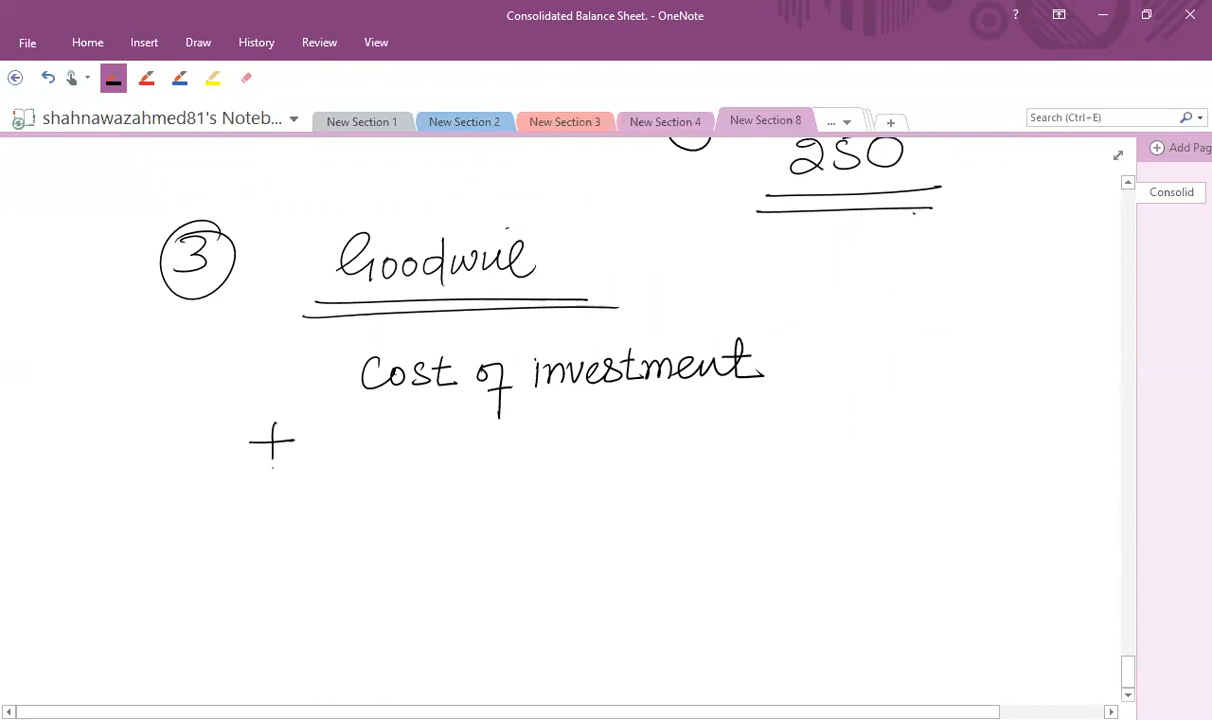 Consolidated Balance Sheet. - OneNote
?
File Home Insert Draw History Review View
shahnawazahmed81's Noteb... New Section 1 New Section 2 New Section 3 New Section 4 New Section 8 ... + Search (Ctrl+E)
Add Pag
Consolid
250
3 Goodwill
Cost of investment
+